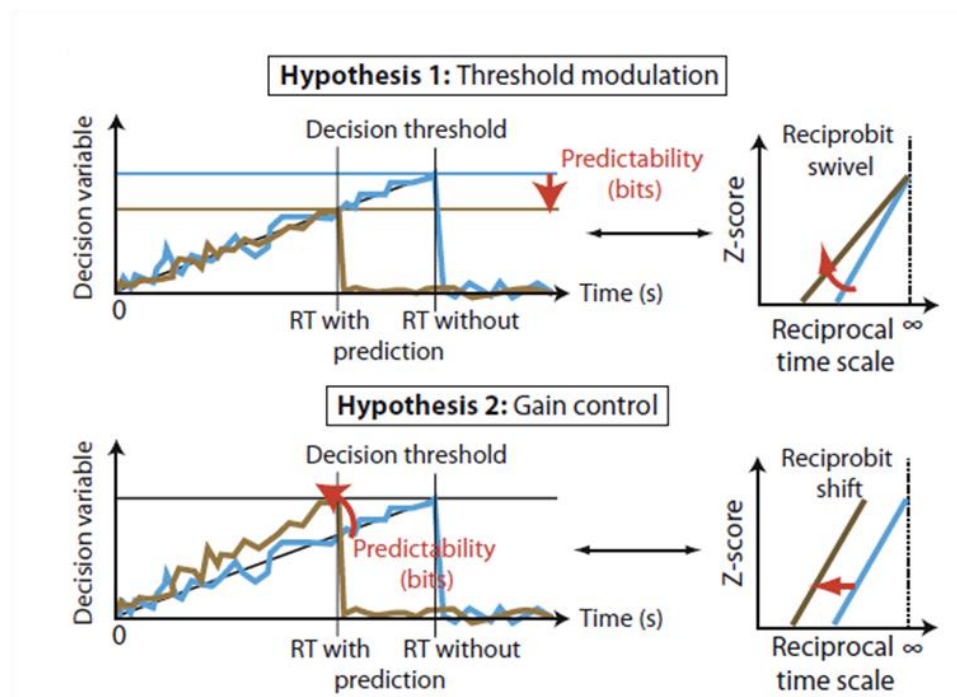 Hypothesis 1: Threshold modulation
Decision variable
Decision threshold
Predictability
(bits)
0
Time (s)
RT with
RT without
prediction
Reciprobit
swivel
Z-score
Reciprocal ∞
time scale
Hypothesis 2: Gain control
Decision variable
Decision threshold
Predictability
(bits)
0
Time (s)
RT with
RT without
prediction
Reciprobit
shift
Z-score
Reciprocal ∞
time scale